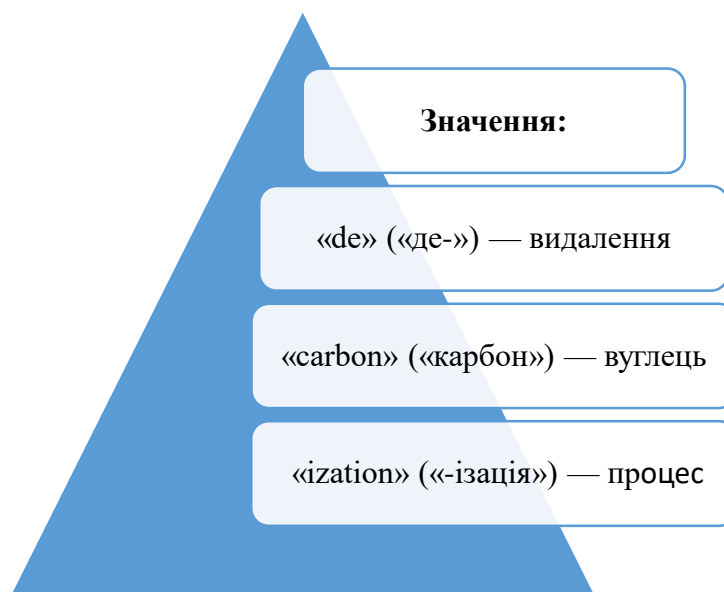 Значення:
«de» («де-») — видалення
«carbon» («карбон») — вуглець
«ization» («-ізація») — процес